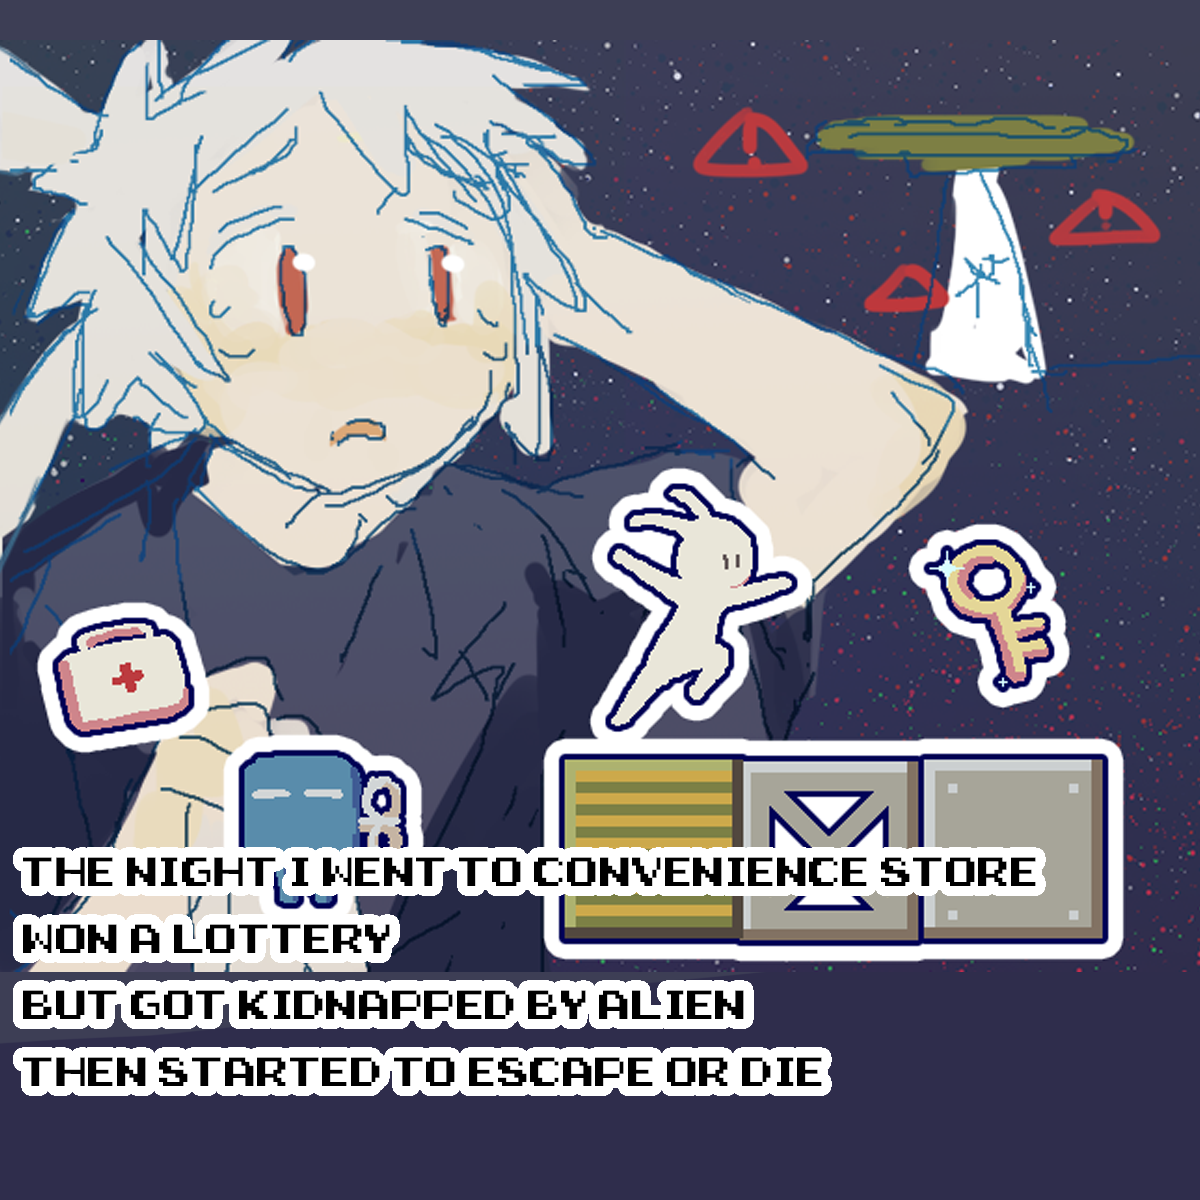 THE NIGHT I WENT TO CONVENIENCE STORE
WON A LOTTERY
BUT GOT KIDNAPPED BY ALIEN
THEN STARTED TO ESCAPE OR DIE